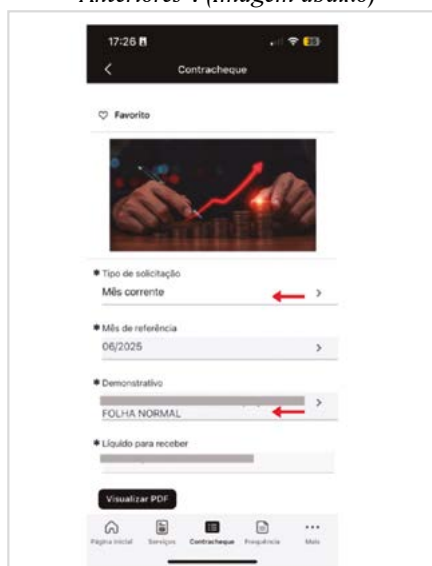 Anteriores". (Imagem abaixo)
17:26
Contracheque
Favorito
* Tipo de solicitação
Mês corrente
* Mês de referência
06/2025
* Demonstrativo
FOLHA NORMAL
* Líquido para receber
Visualizar PDF
Página inicial Serviços Contracheque Frequência Mais